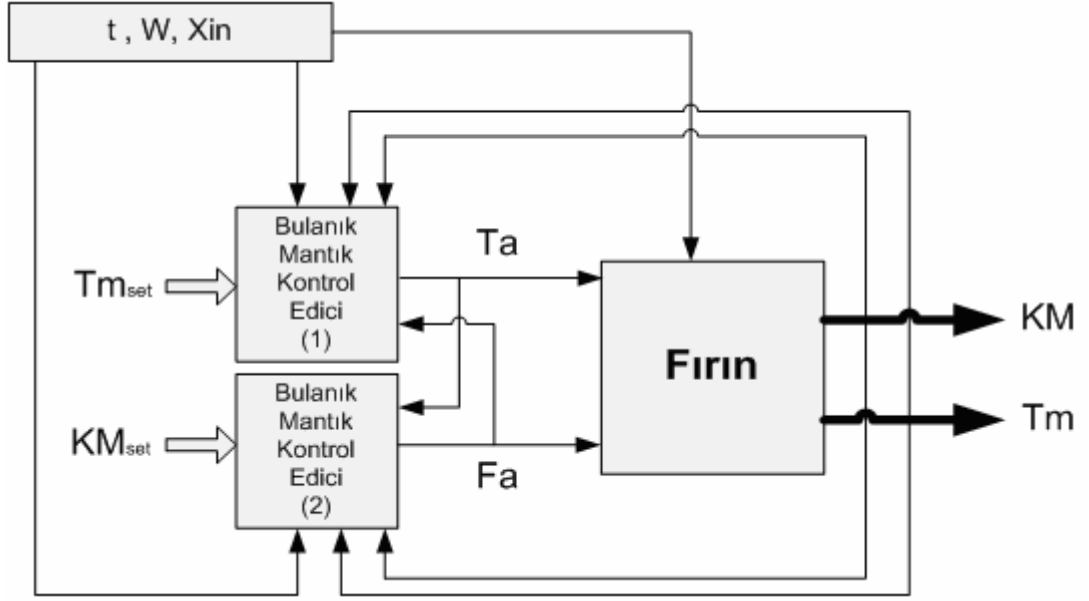 t , W, Xin
Bulanık
Mantık
Kontrol
Edici
(1)
Ta
Tmset
Fırın
KM
Tm
Bulanık
Mantık
Kontrol
Edici
(2)
KMset
Fa